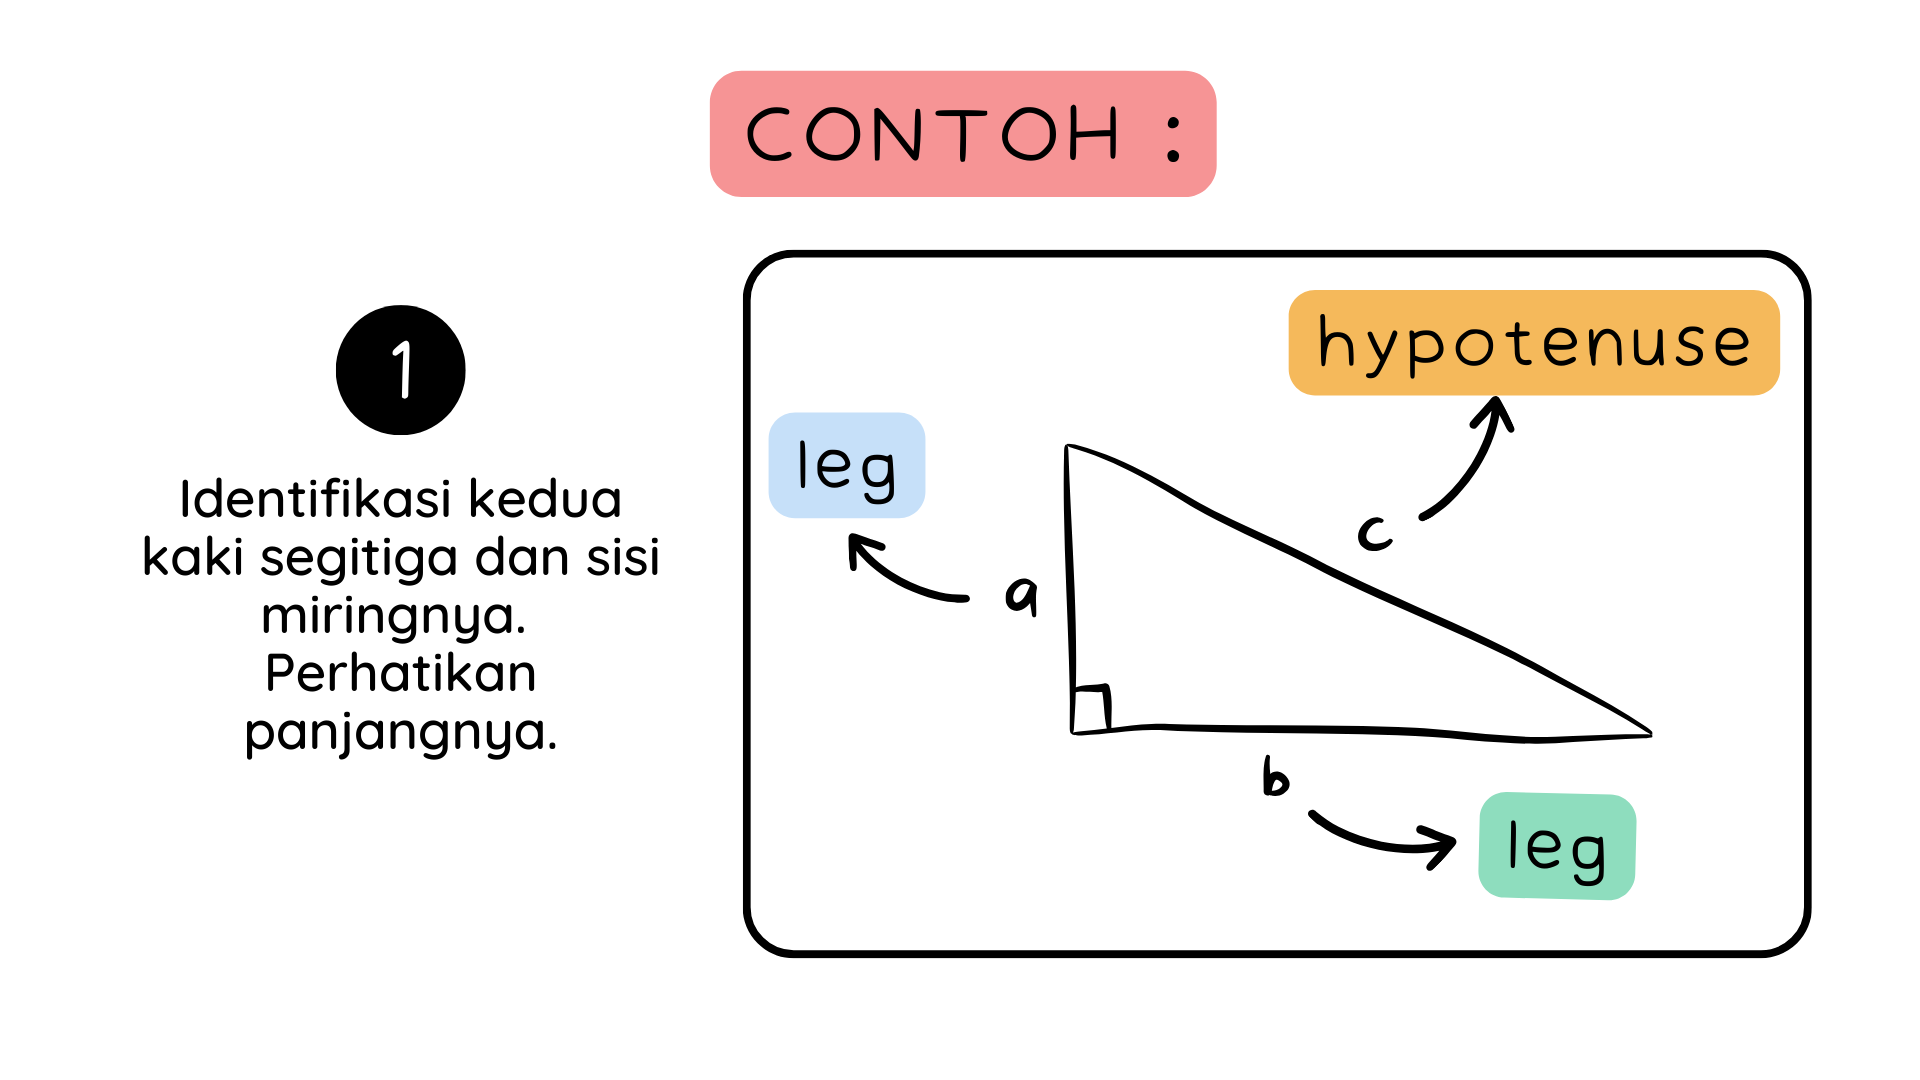 CONTOH :
1
Identifikasi kedua
kaki segitiga dan sisi
miringnya.
Perhatikan
panjangnya.
hypotenuse
leg
c
a
b
leg